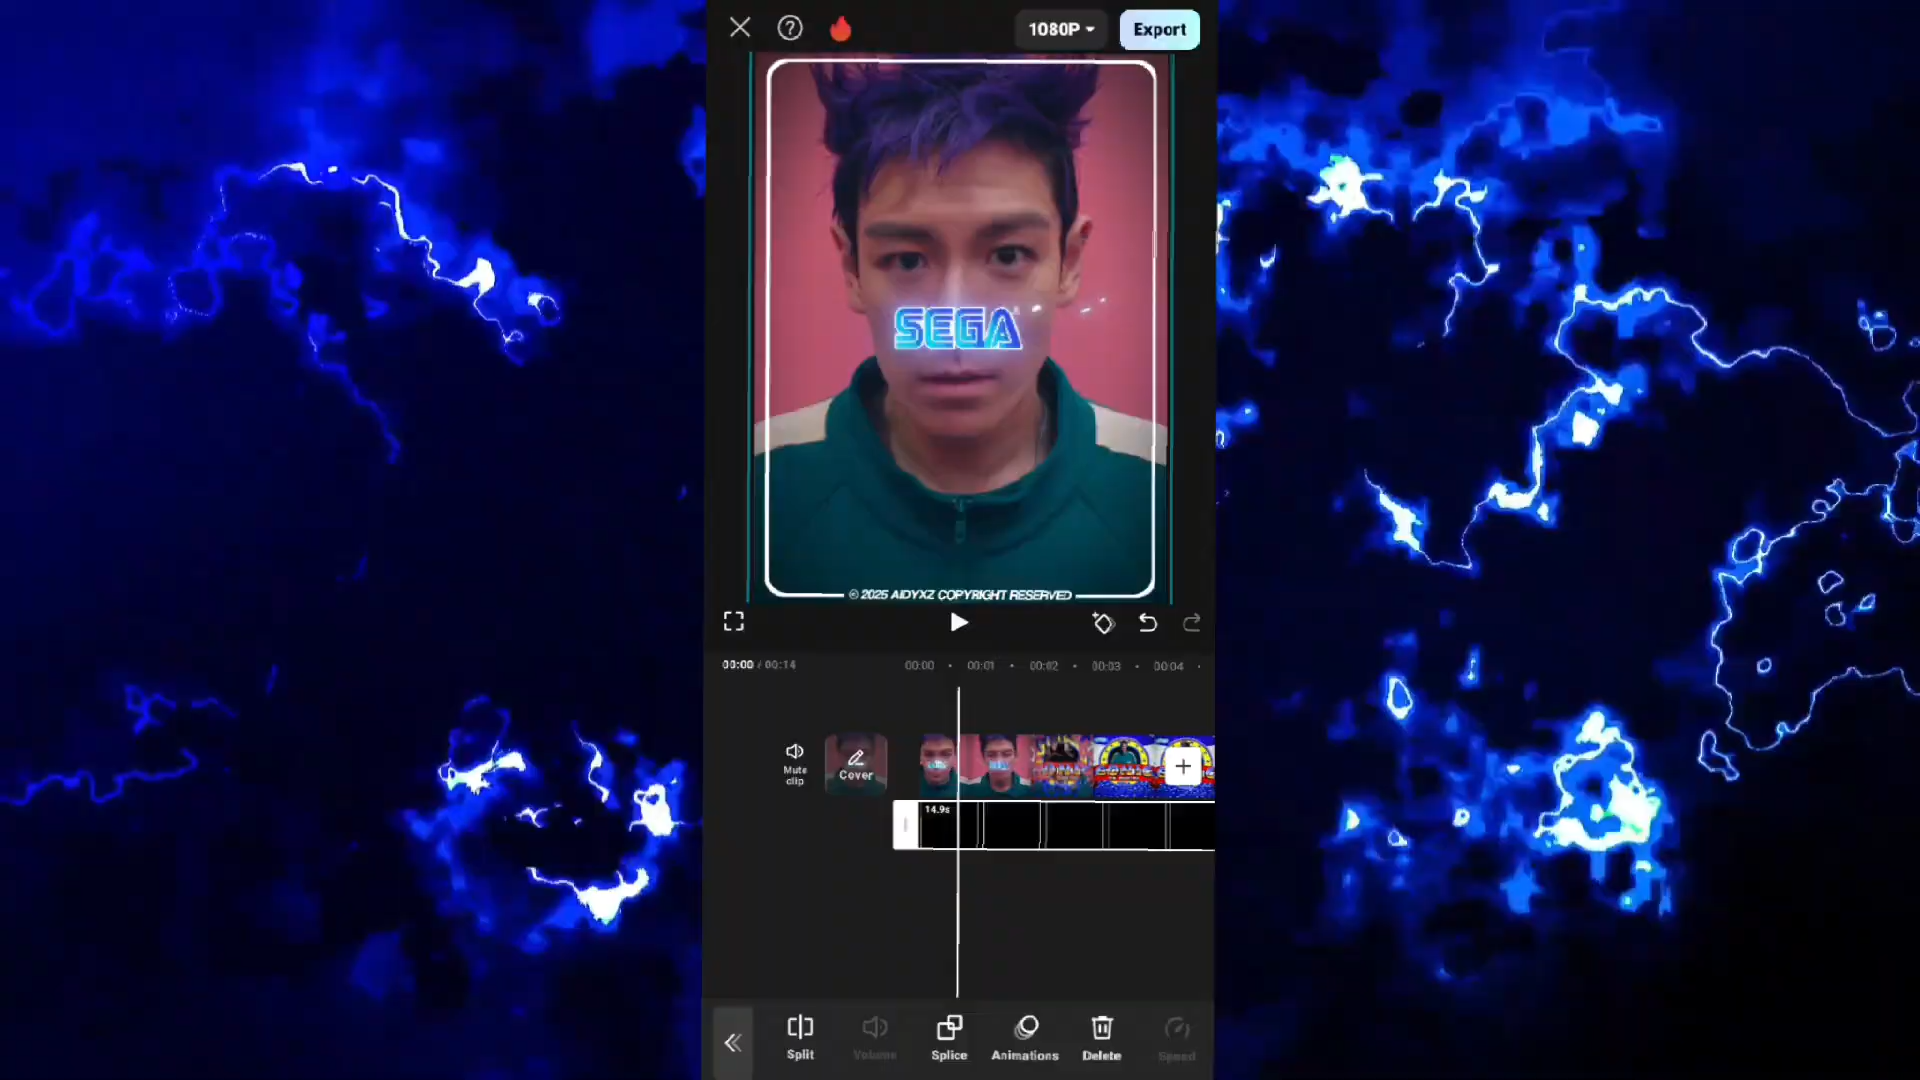 1080P
Export
SEGA
© 2025 AIDYXZ COPYRIGHT RESERVED
00:00 / 00:14
00:00 00:01 00:02 00:03 00:04
Mute
clip
Cover
14.9s
Split
Volume
Splice
Animations
Delete
Speed